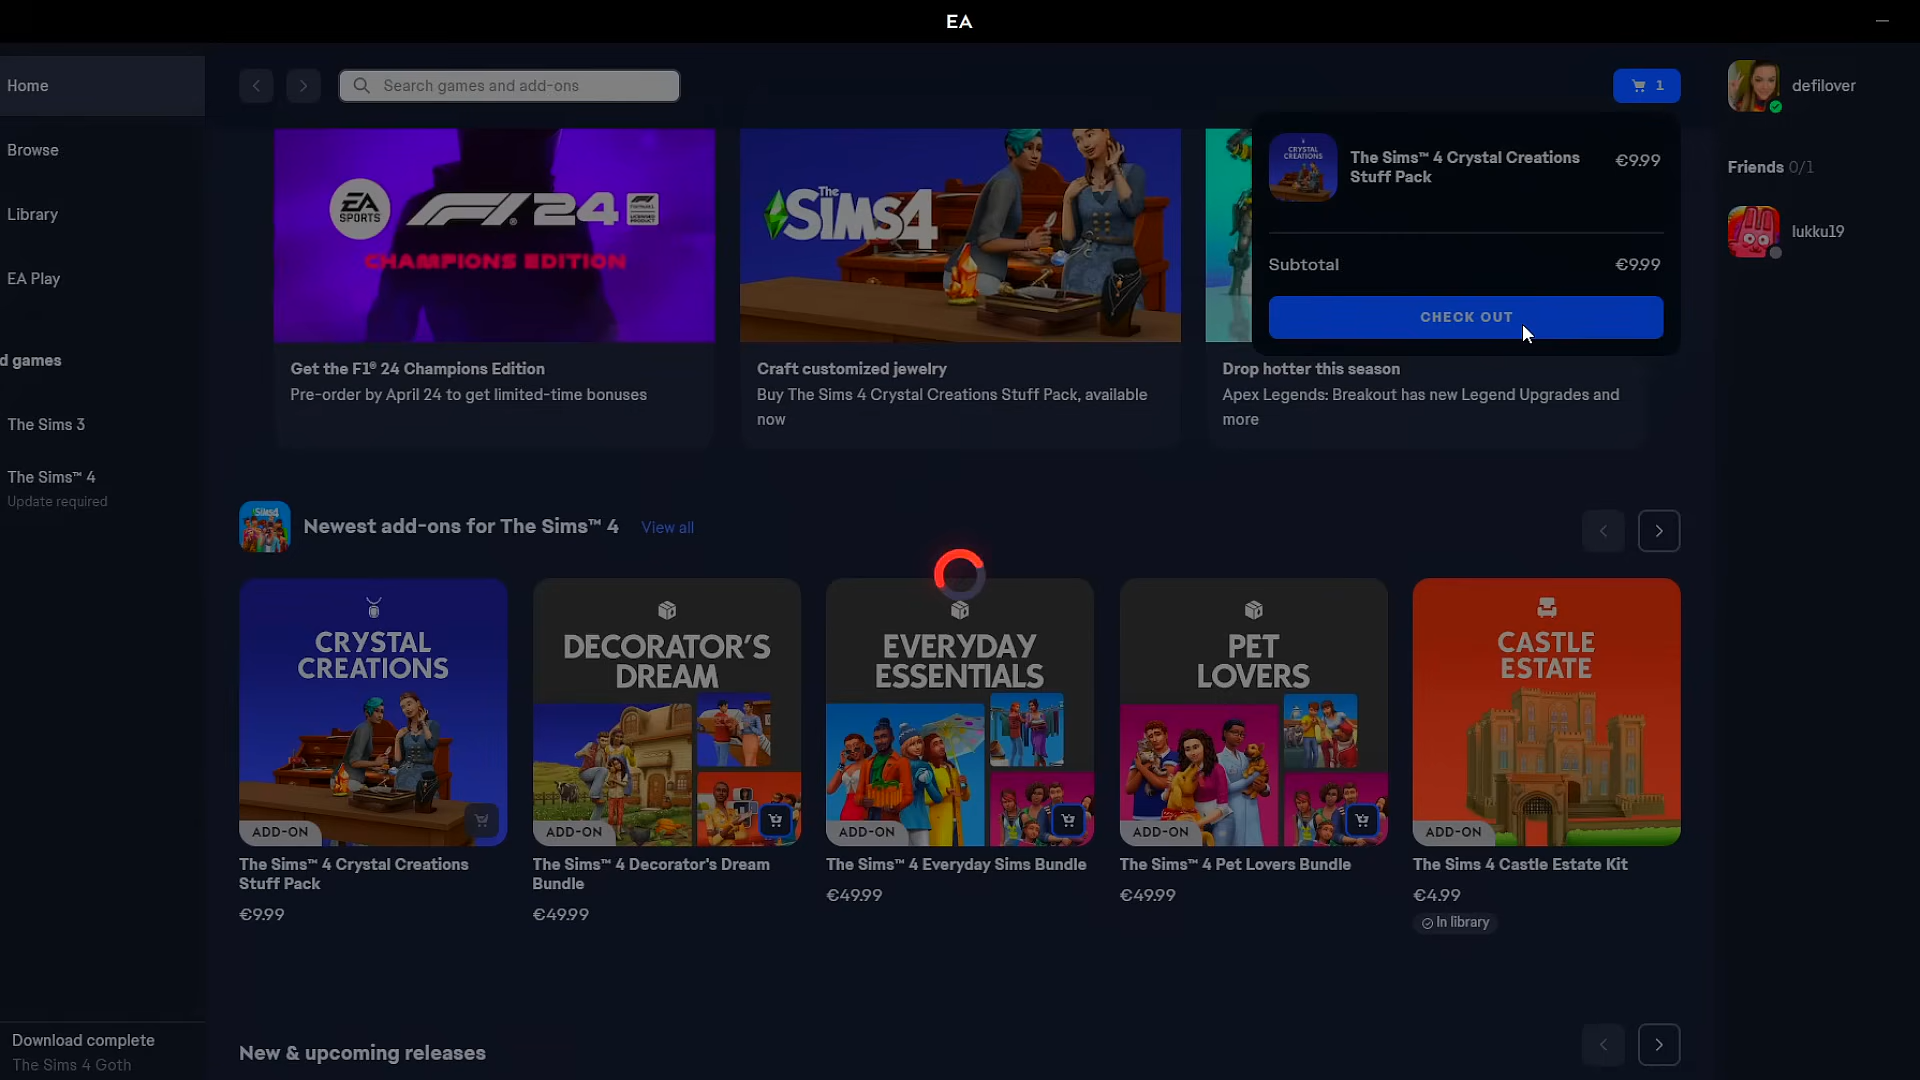 EA
Home
Browse
Library
EA Play
d games
The Sims 3
The Sims™ 4
Update required
Download complete
The Sims 4 Goth
Search games and add-ons
1
EA
SPORTS
F1® 24
CHAMPIONS EDITION
Get the F1® 24 Champions Edition
Pre-order by April 24 to get limited-time bonuses
The
SiMS4
Craft customized jewelry
Buy The Sims 4 Crystal Creations Stuff Pack, available
now
Drop hotter this season
Apex Legends: Breakout has new Legend Upgrades and
more
CRYSTAL
CREATIONS
The Sims™ 4 Crystal Creations
Stuff Pack
€9.99
Subtotal
€9.99
CHECK OUT
defilover
Friends 0/1
lukku19
Newest add-ons for The Sims™ 4
View all
CRYSTAL
CREATIONS
ADD-ON
The Sims™ 4 Crystal Creations
Stuff Pack
€9.99
DECORATOR'S
DREAM
ADD-ON
The Sims™ 4 Decorator's Dream
Bundle
€49.99
EVERYDAY
ESSENTIALS
ADD-ON
The Sims™ 4 Everyday Sims Bundle
€49.99
PET
LOVERS
ADD-ON
The Sims™ 4 Pet Lovers Bundle
€49.99
CASTLE
ESTATE
ADD-ON
The Sims 4 Castle Estate Kit
€4.99
In library
New & upcoming releases